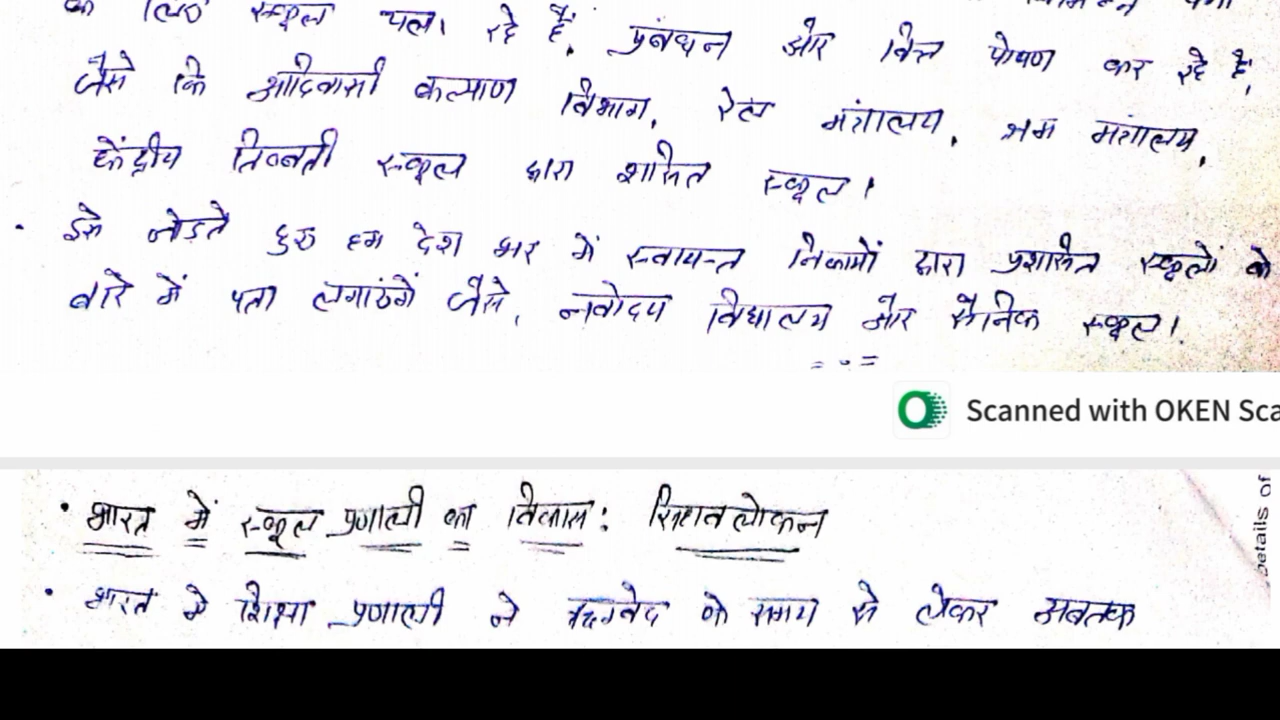 के लिए स्कूल चला रहे हैं, प्रबंधन और वित्त पोषण कर रहे हैं,
जैसे कि आदिवासी कल्याण विभाग, रेल मंत्रालय, श्रम मंत्रालय,
केंद्रीय तिब्बती स्कूल द्वारा शासित स्कूल।
• इसे जोड़ते हुए हम देश भर में स्वायत्त निकायों द्वारा प्रशासित स्कूलों के
बारे में पता लगाएंगें जैसे, नवोदय विद्यालय और सैनिक स्कूल।
Scanned with OKEN Sca
• भारत में स्कूल प्रणाली का विकास: सिंहावलोकन
• भारत मे शिक्षा प्रणाली ने ऋग्वेद के समय से लेकर अबतक
Details of